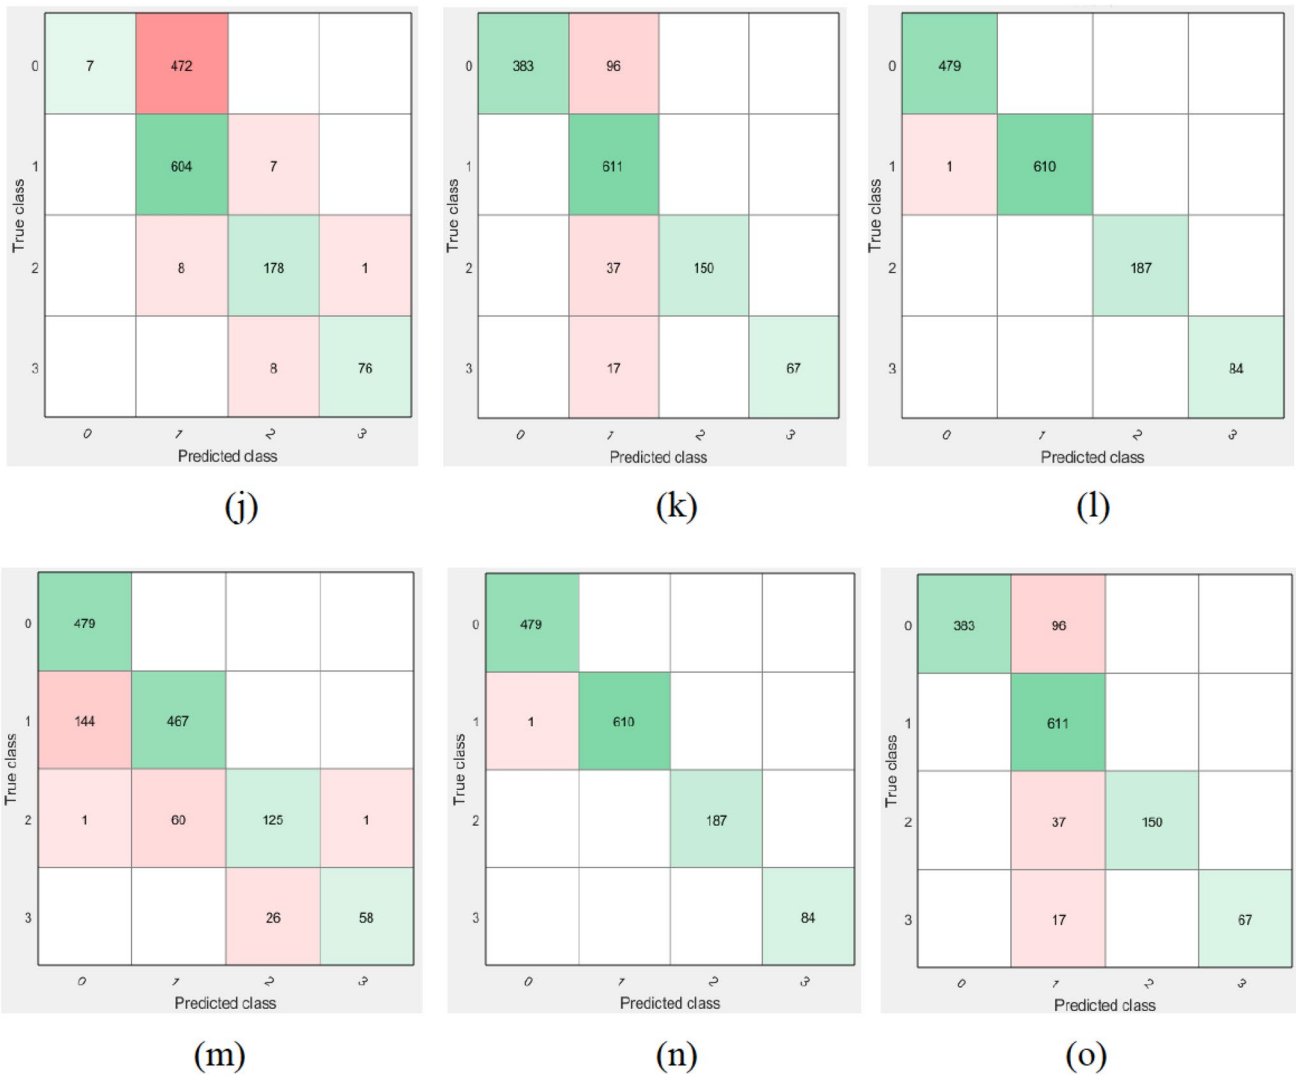 0 7 472
1 604 7
2 8 178 1
3 8 76
True class
0 1 2 3
Predicted class
(j)
0 383 96
1 611
2 37 150
3 17 67
True class
0 1 2 3
Predicted class
(k)
0 479
1 1 610
2 187
3 84
True class
0 1 2 3
Predicted class
(l)
0 479
1 144 467
2 1 60 125 1
3 26 58
True class
0 1 2 3
Predicted class
(m)
0 479
1 1 610
2 187
3 84
True class
0 1 2 3
Predicted class
(n)
0 383 96
1 611
2 37 150
3 17 67
True class
0 1 2 3
Predicted class
(o)